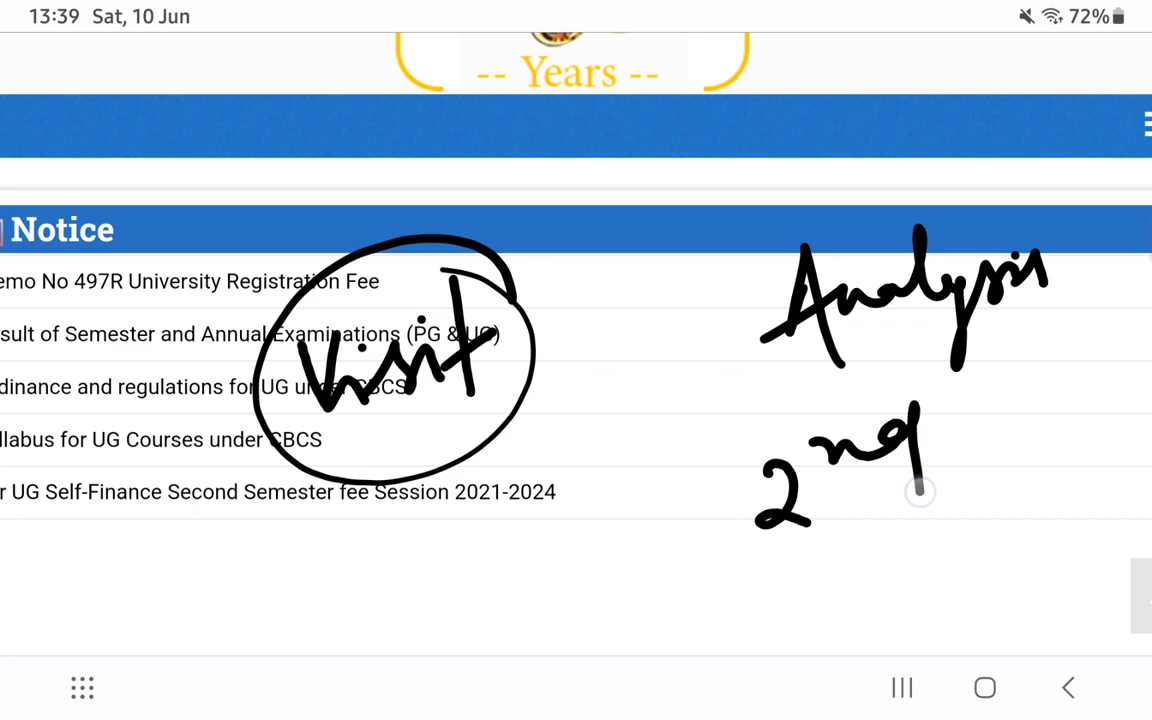 13:39 Sat, 10 Jun 72%
-- Years --
Notice
emo No 497R University Registration Fee
sult of Semester and Annual Examinations (PG & UG)
dinance and regulations for UG under CBCS
llabus for UG Courses under CBCS
r UG Self-Finance Second Semester fee Session 2021-2024
Visit
Analysis
2nd